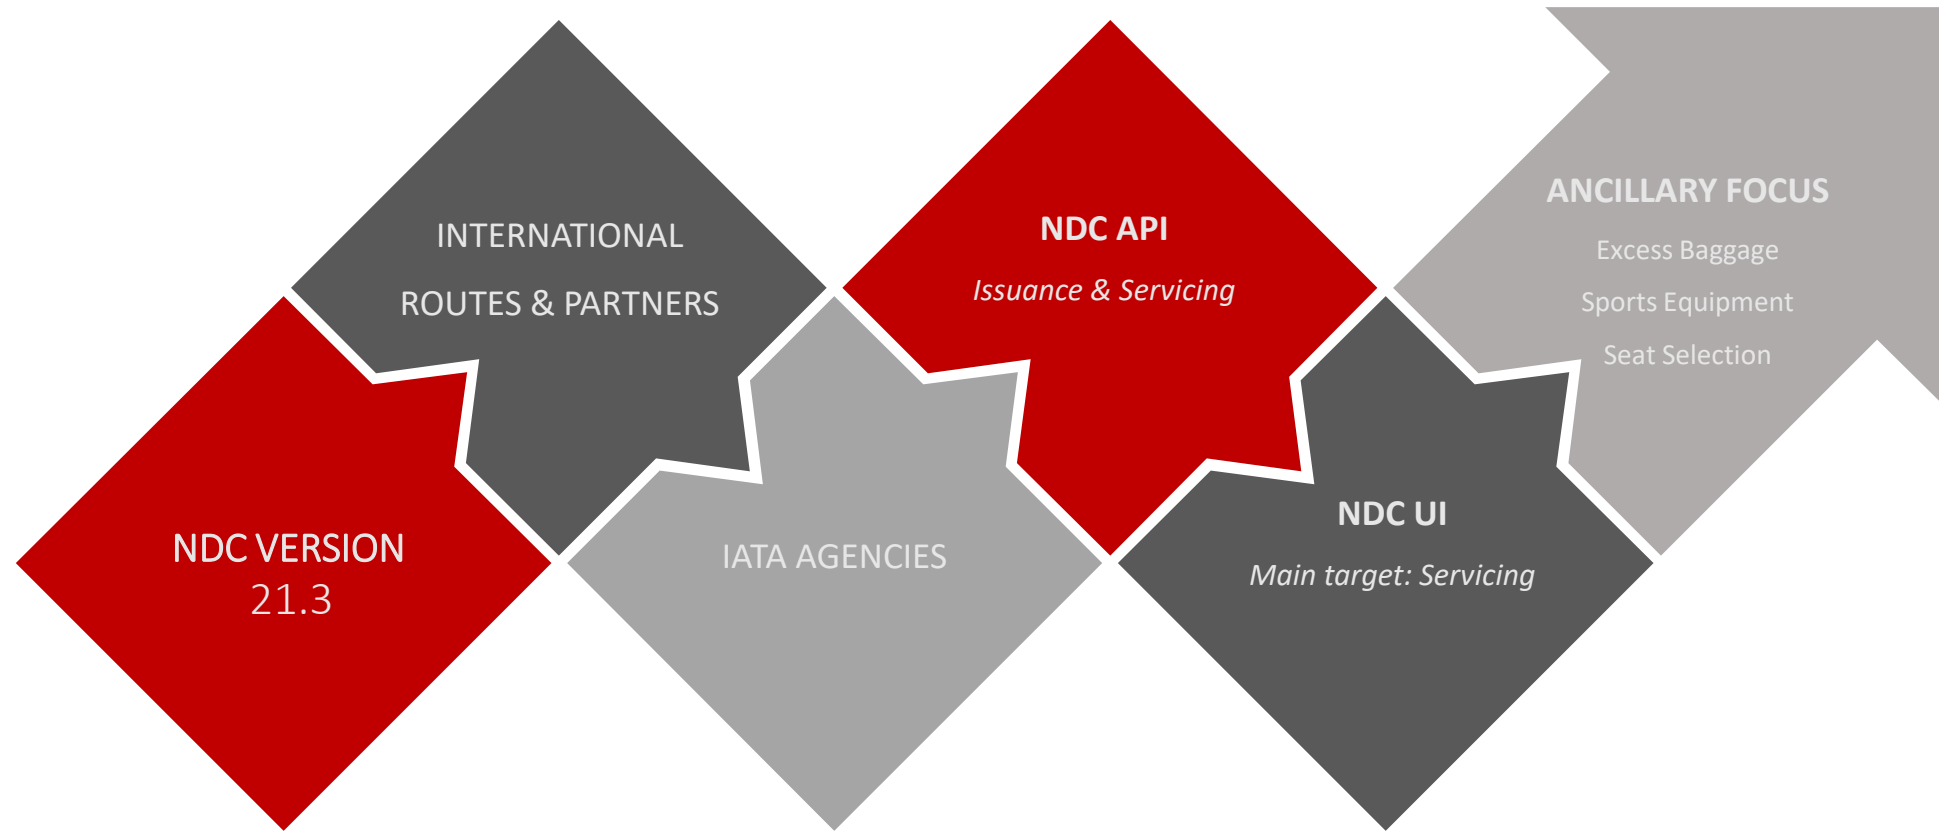 NDC VERSION
21.3
INTERNATIONAL
ROUTES & PARTNERS
IATA AGENCIES
NDC API
Issuance & Servicing
NDC UI
Main target: Servicing
ANCILLARY FOCUS
Excess Baggage
Sports Equipment
Seat Selection